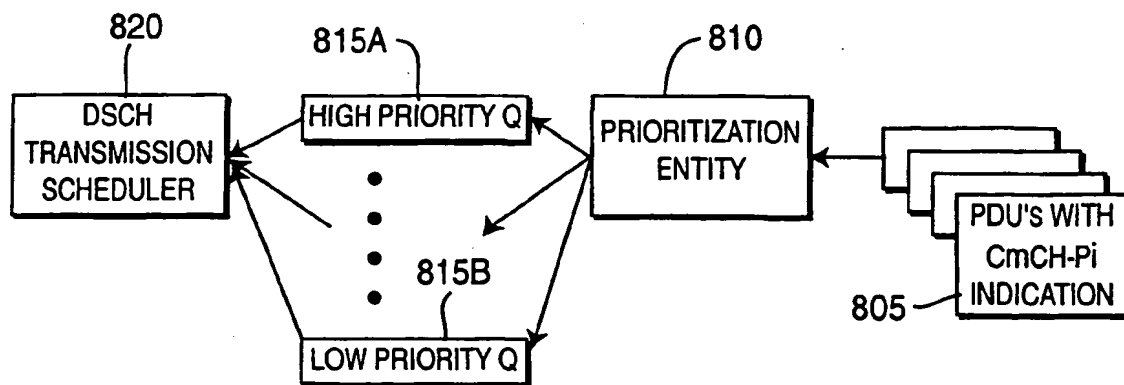 820
815A
810
DSCH
TRANSMISSION
SCHEDULER
HIGH PRIORITY Q
PRIORITIZATION
ENTITY
PDU's WITH
CmCH-Pi
INDICATION
805
815B
LOW PRIORITY Q